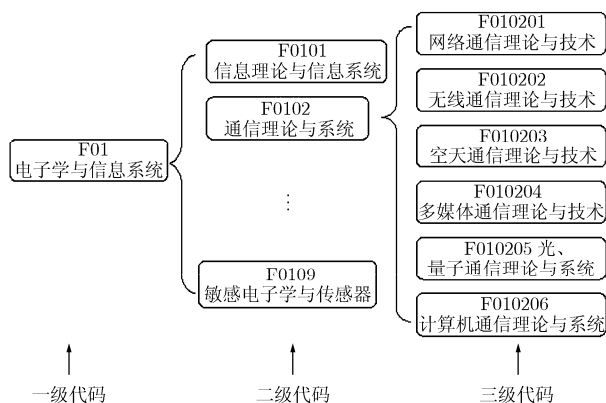 F01
电子学与信息系统
F0101
信息理论与信息系统
F0102
通信理论与系统
⋮
F0109
敏感电子学与传感器
F010201
网络通信理论与技术
F010202
无线通信理论与技术
F010203
空天通信理论与技术
F010204
多媒体通信理论与技术
F010205 光、
量子通信理论与系统
F010206
计算机通信理论与系统
一级代码
二级代码
三级代码